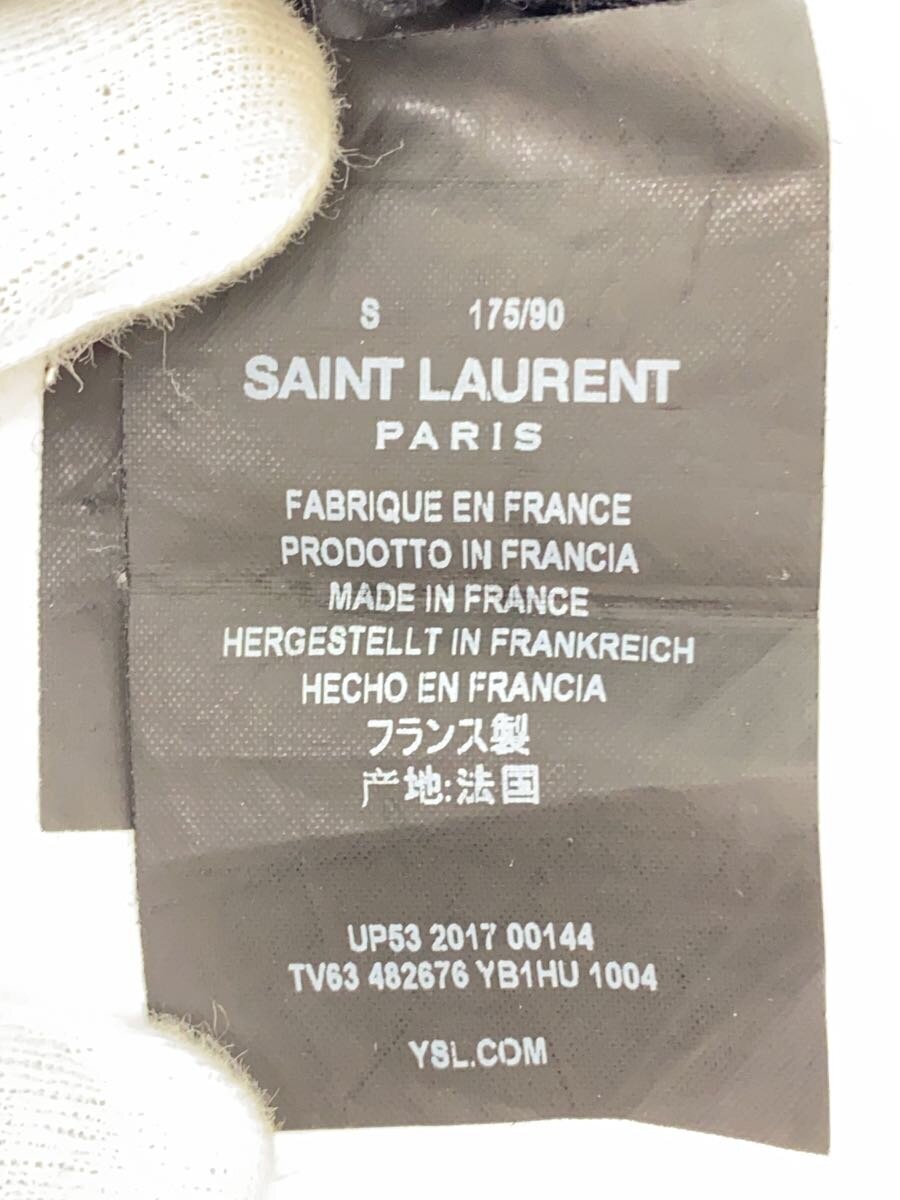 S 175/90
SAINT LAURENT
PARIS
FABRIQUE EN FRANCE
PRODOTTO IN FRANCIA
MADE IN FRANCE
HERGESTELLT IN FRANKREICH
HECHO EN FRANCIA
フランス製
产地:法国
UP53 2017 00144
TV63 482676 YB1HU 1004
YSL.COM